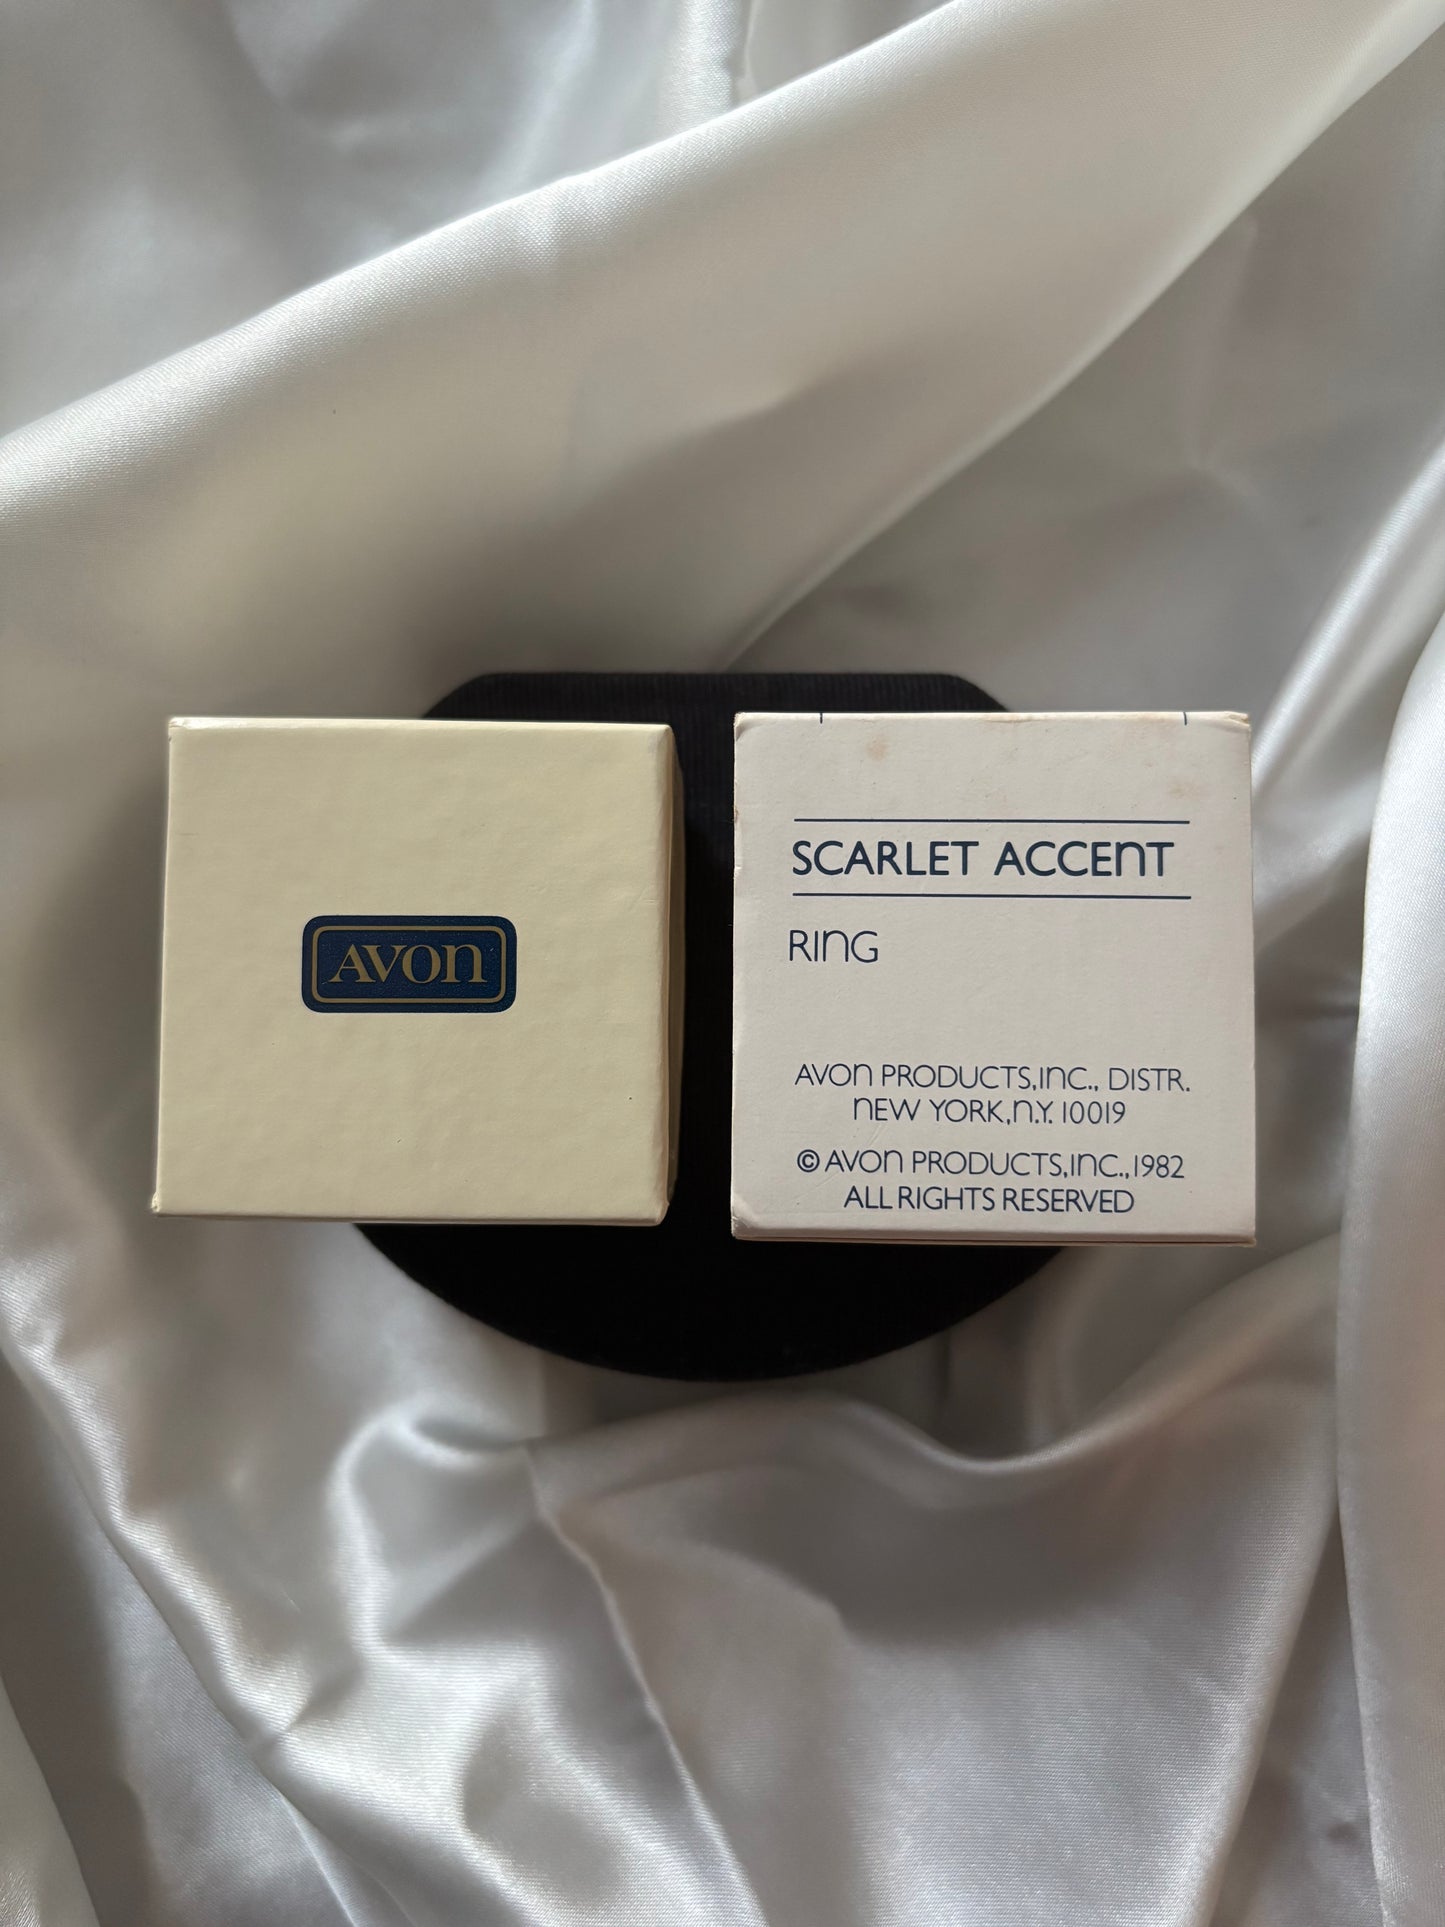 AVON
SCARLET ACCENT
RING
AVON PRODUCTS,INC., DISTR.
NEW YORK,N.Y. 10019
© AVON PRODUCTS,INC.,1982
ALL RIGHTS RESERVED